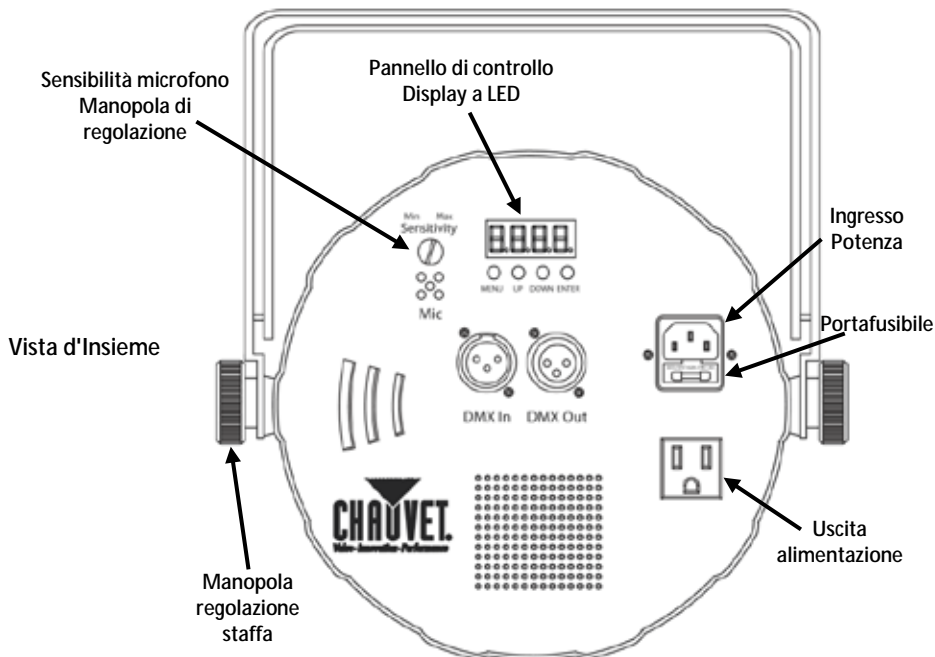 Sensibilità microfono
Manopola di
regolazione
Pannello di controllo
Display a LED
Min Max
Sensitivity
Mic
MENU UP DOWN ENTER
Ingresso
Potenza
Portafusibile
Vista d'Insieme
DMX In DMX Out
CHAUVET.
Uscita
alimentazione
Manopola
regolazione
staffa